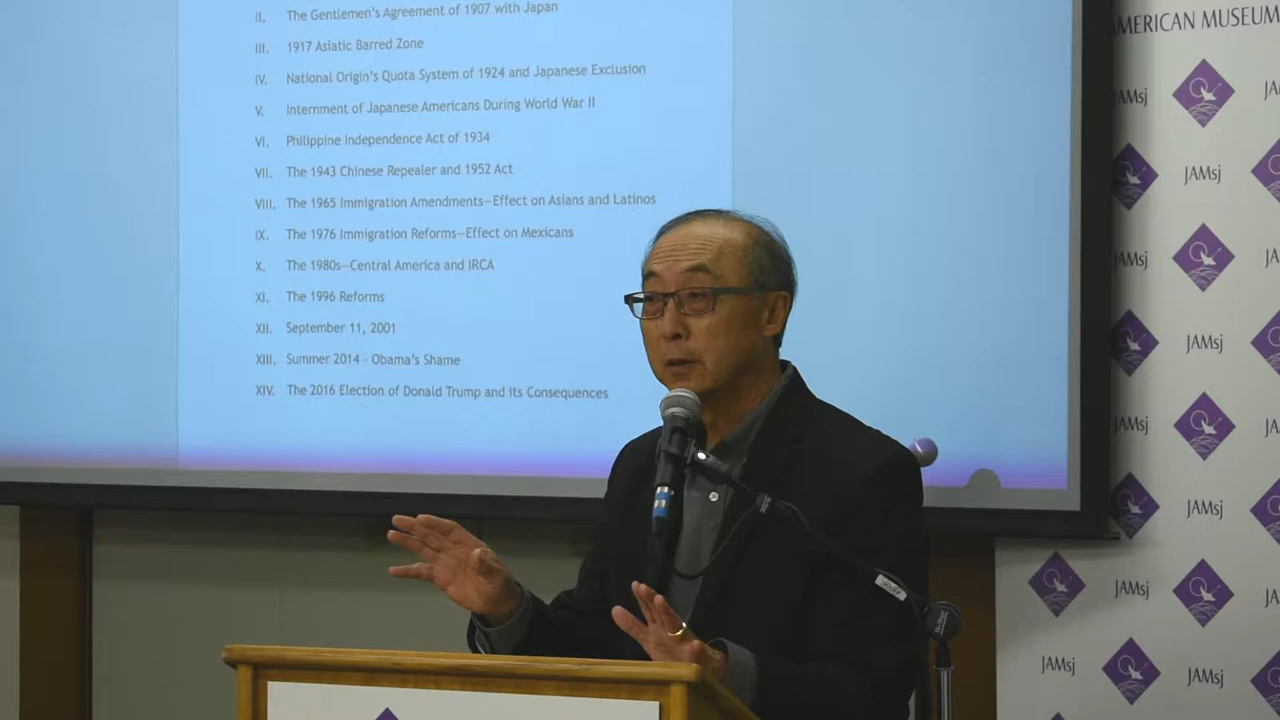 II. The Gentlemen's Agreement of 1907 with Japan
III. 1917 Asiatic Barred Zone
IV. National Origin's Quota System of 1924 and Japanese Exclusion
V. Internment of Japanese Americans During World War II
VI. Philippine Independence Act of 1934
VII. The 1943 Chinese Repealer and 1952 Act
VIII. The 1965 Immigration Amendments—Effect on Asians and Latinos
IX. The 1976 Immigration Reforms—Effect on Mexicans
X. The 1980s—Central America and IRCA
XI. The 1996 Reforms
XII. September 11, 2001
XIII. Summer 2014 - Obama's Shame
XIV. The 2016 Election of Donald Trump and Its Consequences
AMERICAN MUSEUM
JAMsj JA
JAMsj
JAMsj JA
JAMsj
JAMsj JA
JAMsj
JAMsj JA
JAMsj JAMsj